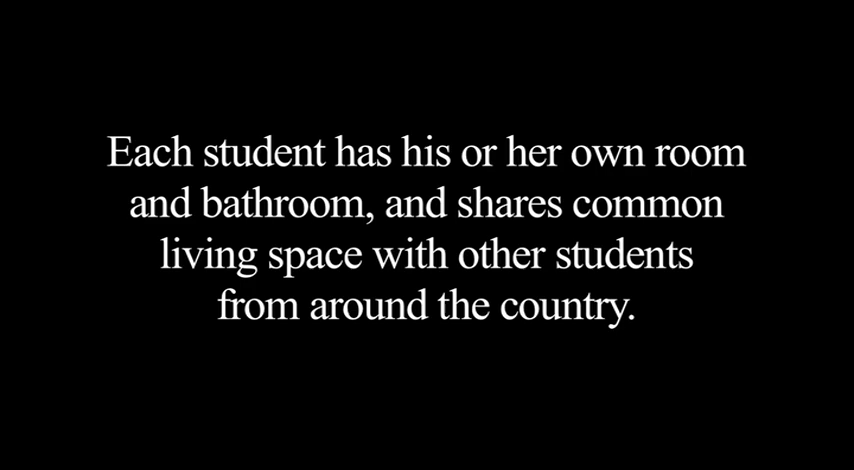 Each student has his or her own room
and bathroom, and shares common
living space with other students
from around the country.